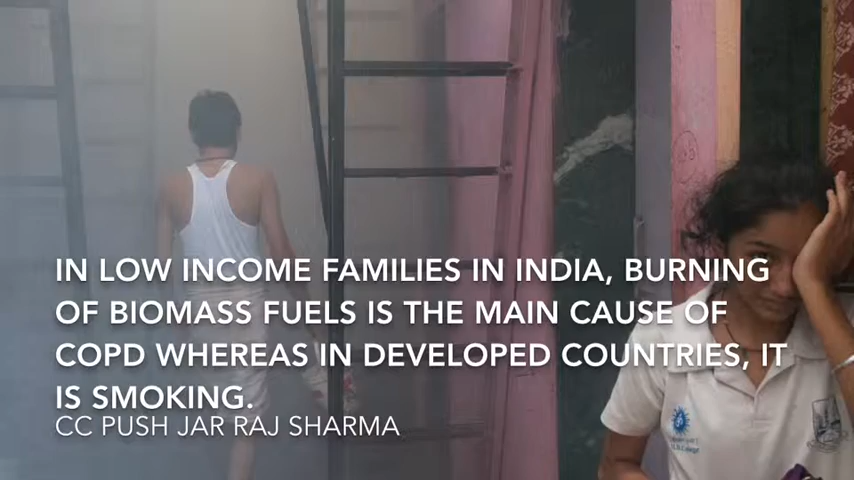 IN LOW INCOME FAMILIES IN INDIA, BURNING
OF BIOMASS FUELS IS THE MAIN CAUSE OF
COPD WHEREAS IN DEVELOPED COUNTRIES, IT
IS SMOKING.
CC PUSH JAR RAJ SHARMA